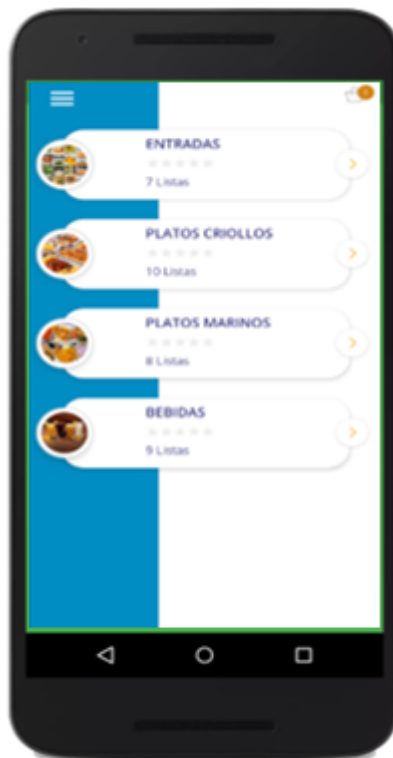 ENTRADAS
7 Listas
PLATOS CRIOLLOS
10 Listas
PLATOS MARINOS
8 Listas
BEBIDAS
9 Listas